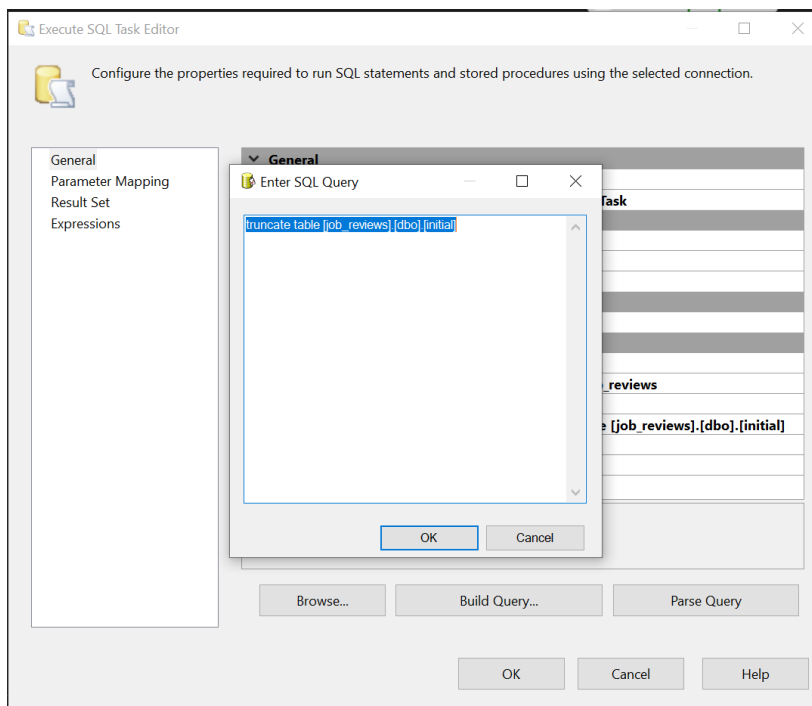 Execute SQL Task Editor
Configure the properties required to run SQL statements and stored procedures using the selected connection.
General
Parameter Mapping
Result Set
Expressions
General
Task
_reviews
[job_reviews].[dbo].[initial]
Enter SQL Query
truncate table [job_reviews].[dbo].[initial]
OK
Cancel
Browse...
Build Query...
Parse Query
OK
Cancel
Help